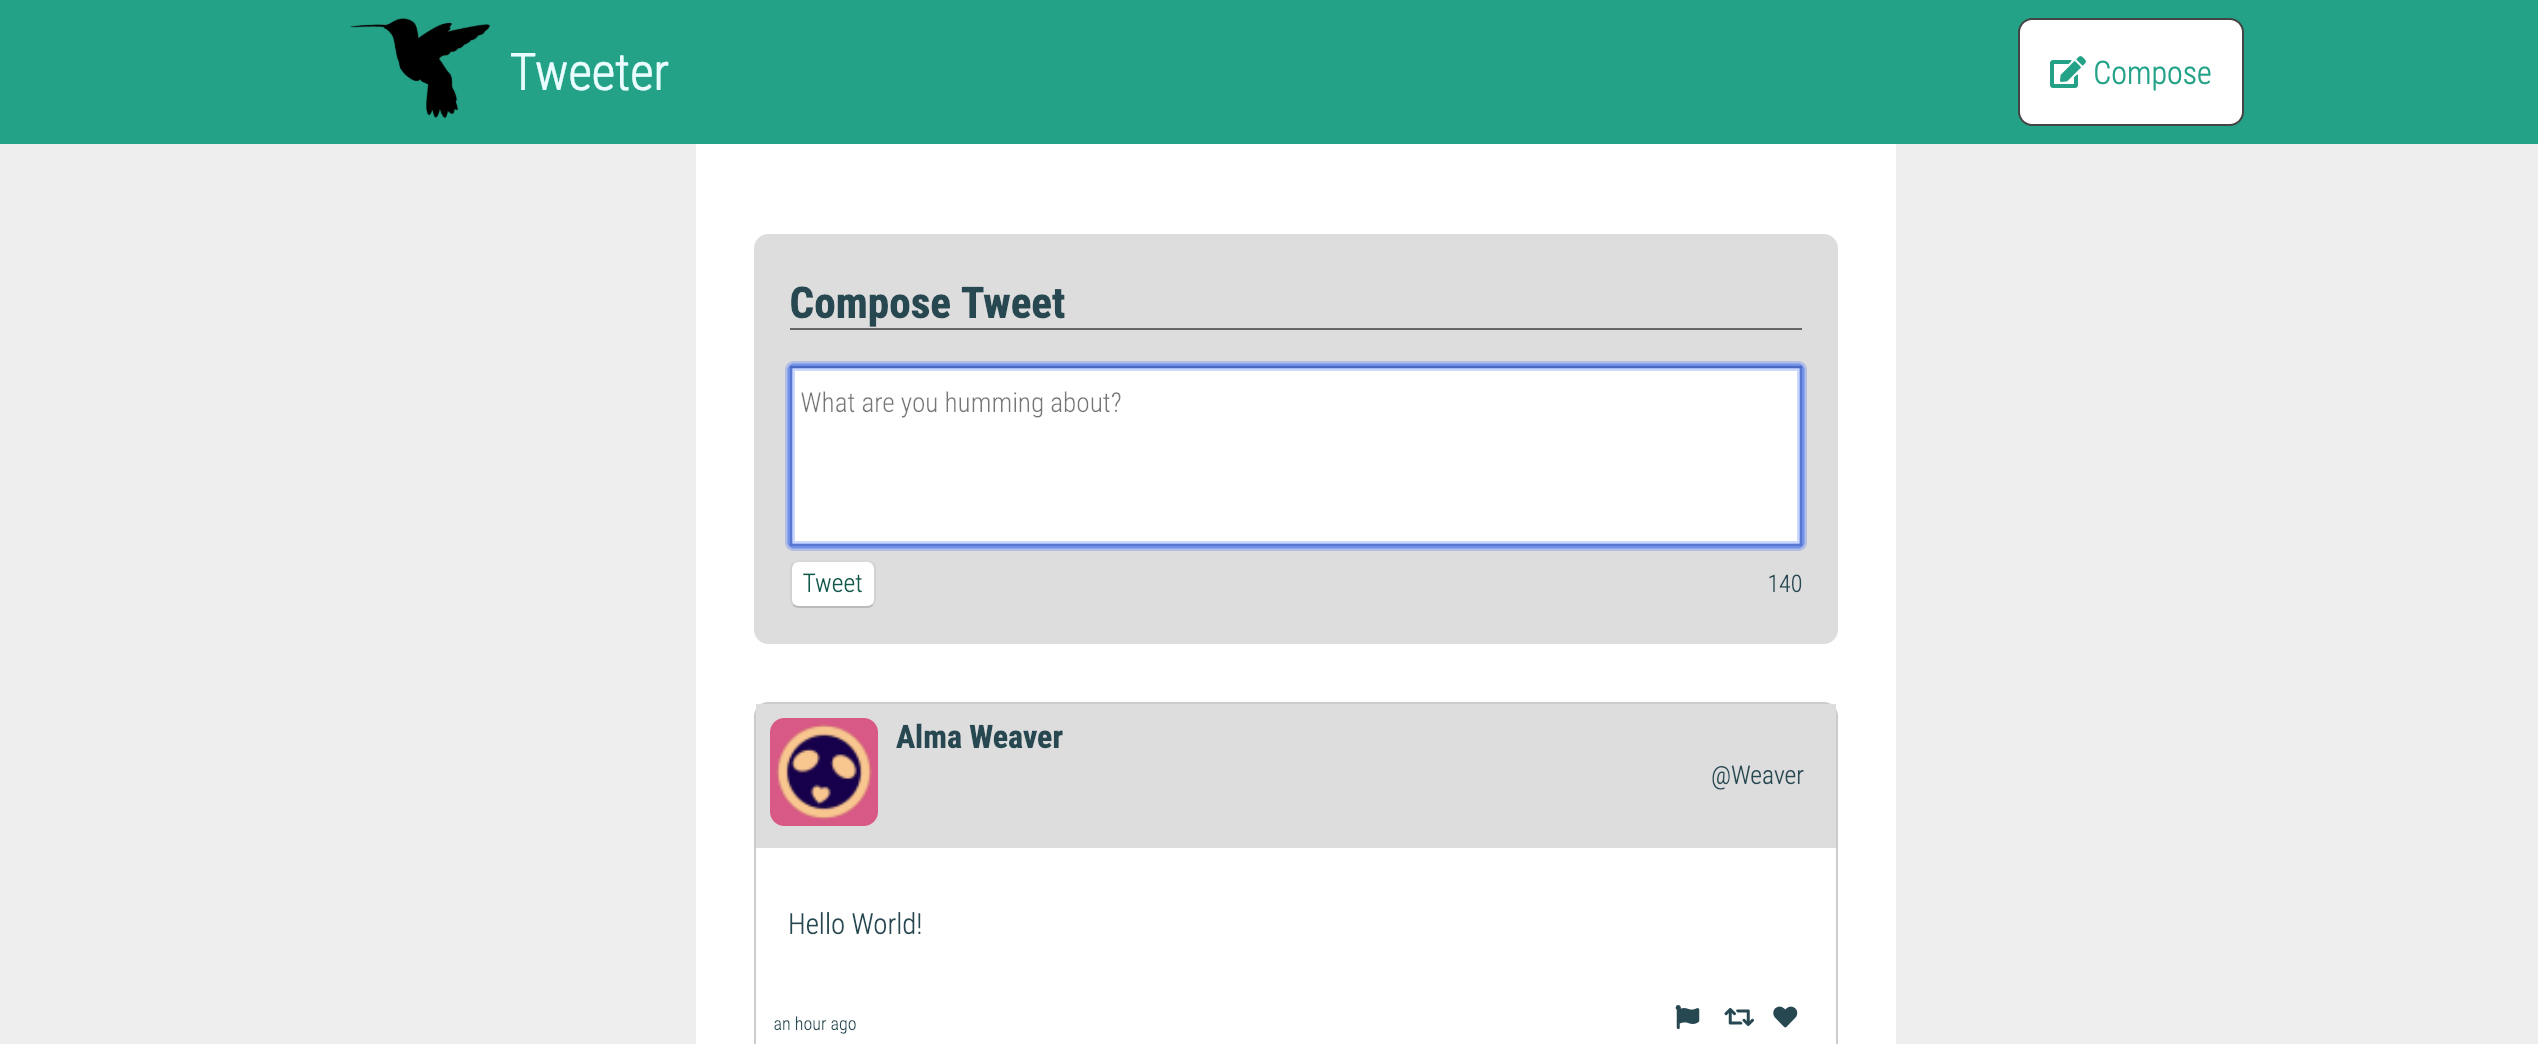 Tweeter
Compose
Compose Tweet
What are you humming about?
Tweet
140
Alma Weaver
@Weaver
Hello World!
an hour ago